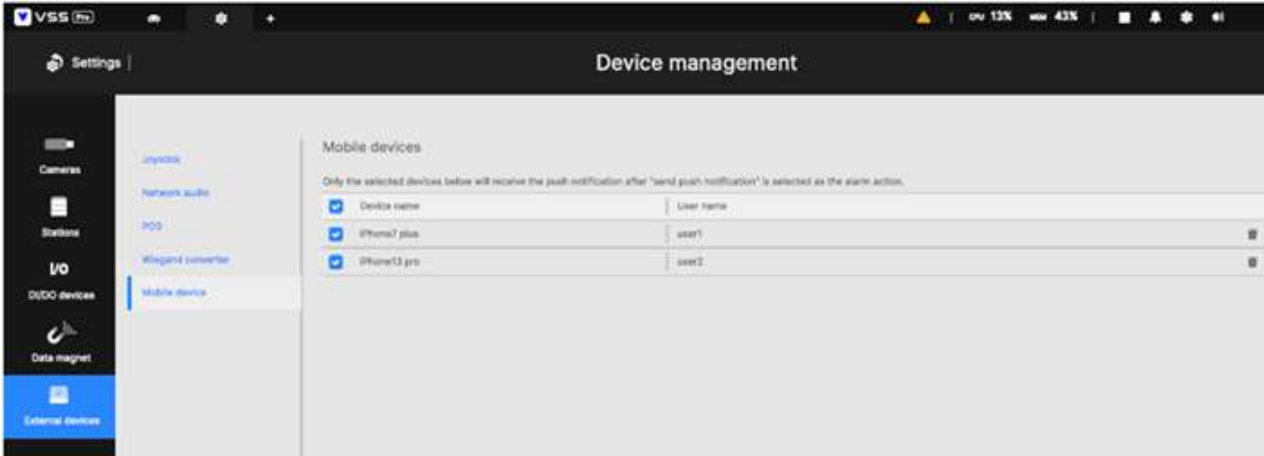 VSS Pro
CPU 13% MEM 43%
Settings
Device management
Cameras
Stations
I/O
DI/DO devices
Data magnet
External devices
Joystick
Network audio
POS
Wiegand converter
Mobile device
Mobile devices
Only the selected devices below will receive the push notification after "send push notification" is selected as the alarm action.
Device name User name
iPhone7 plus user1
iPhone13 pro user2